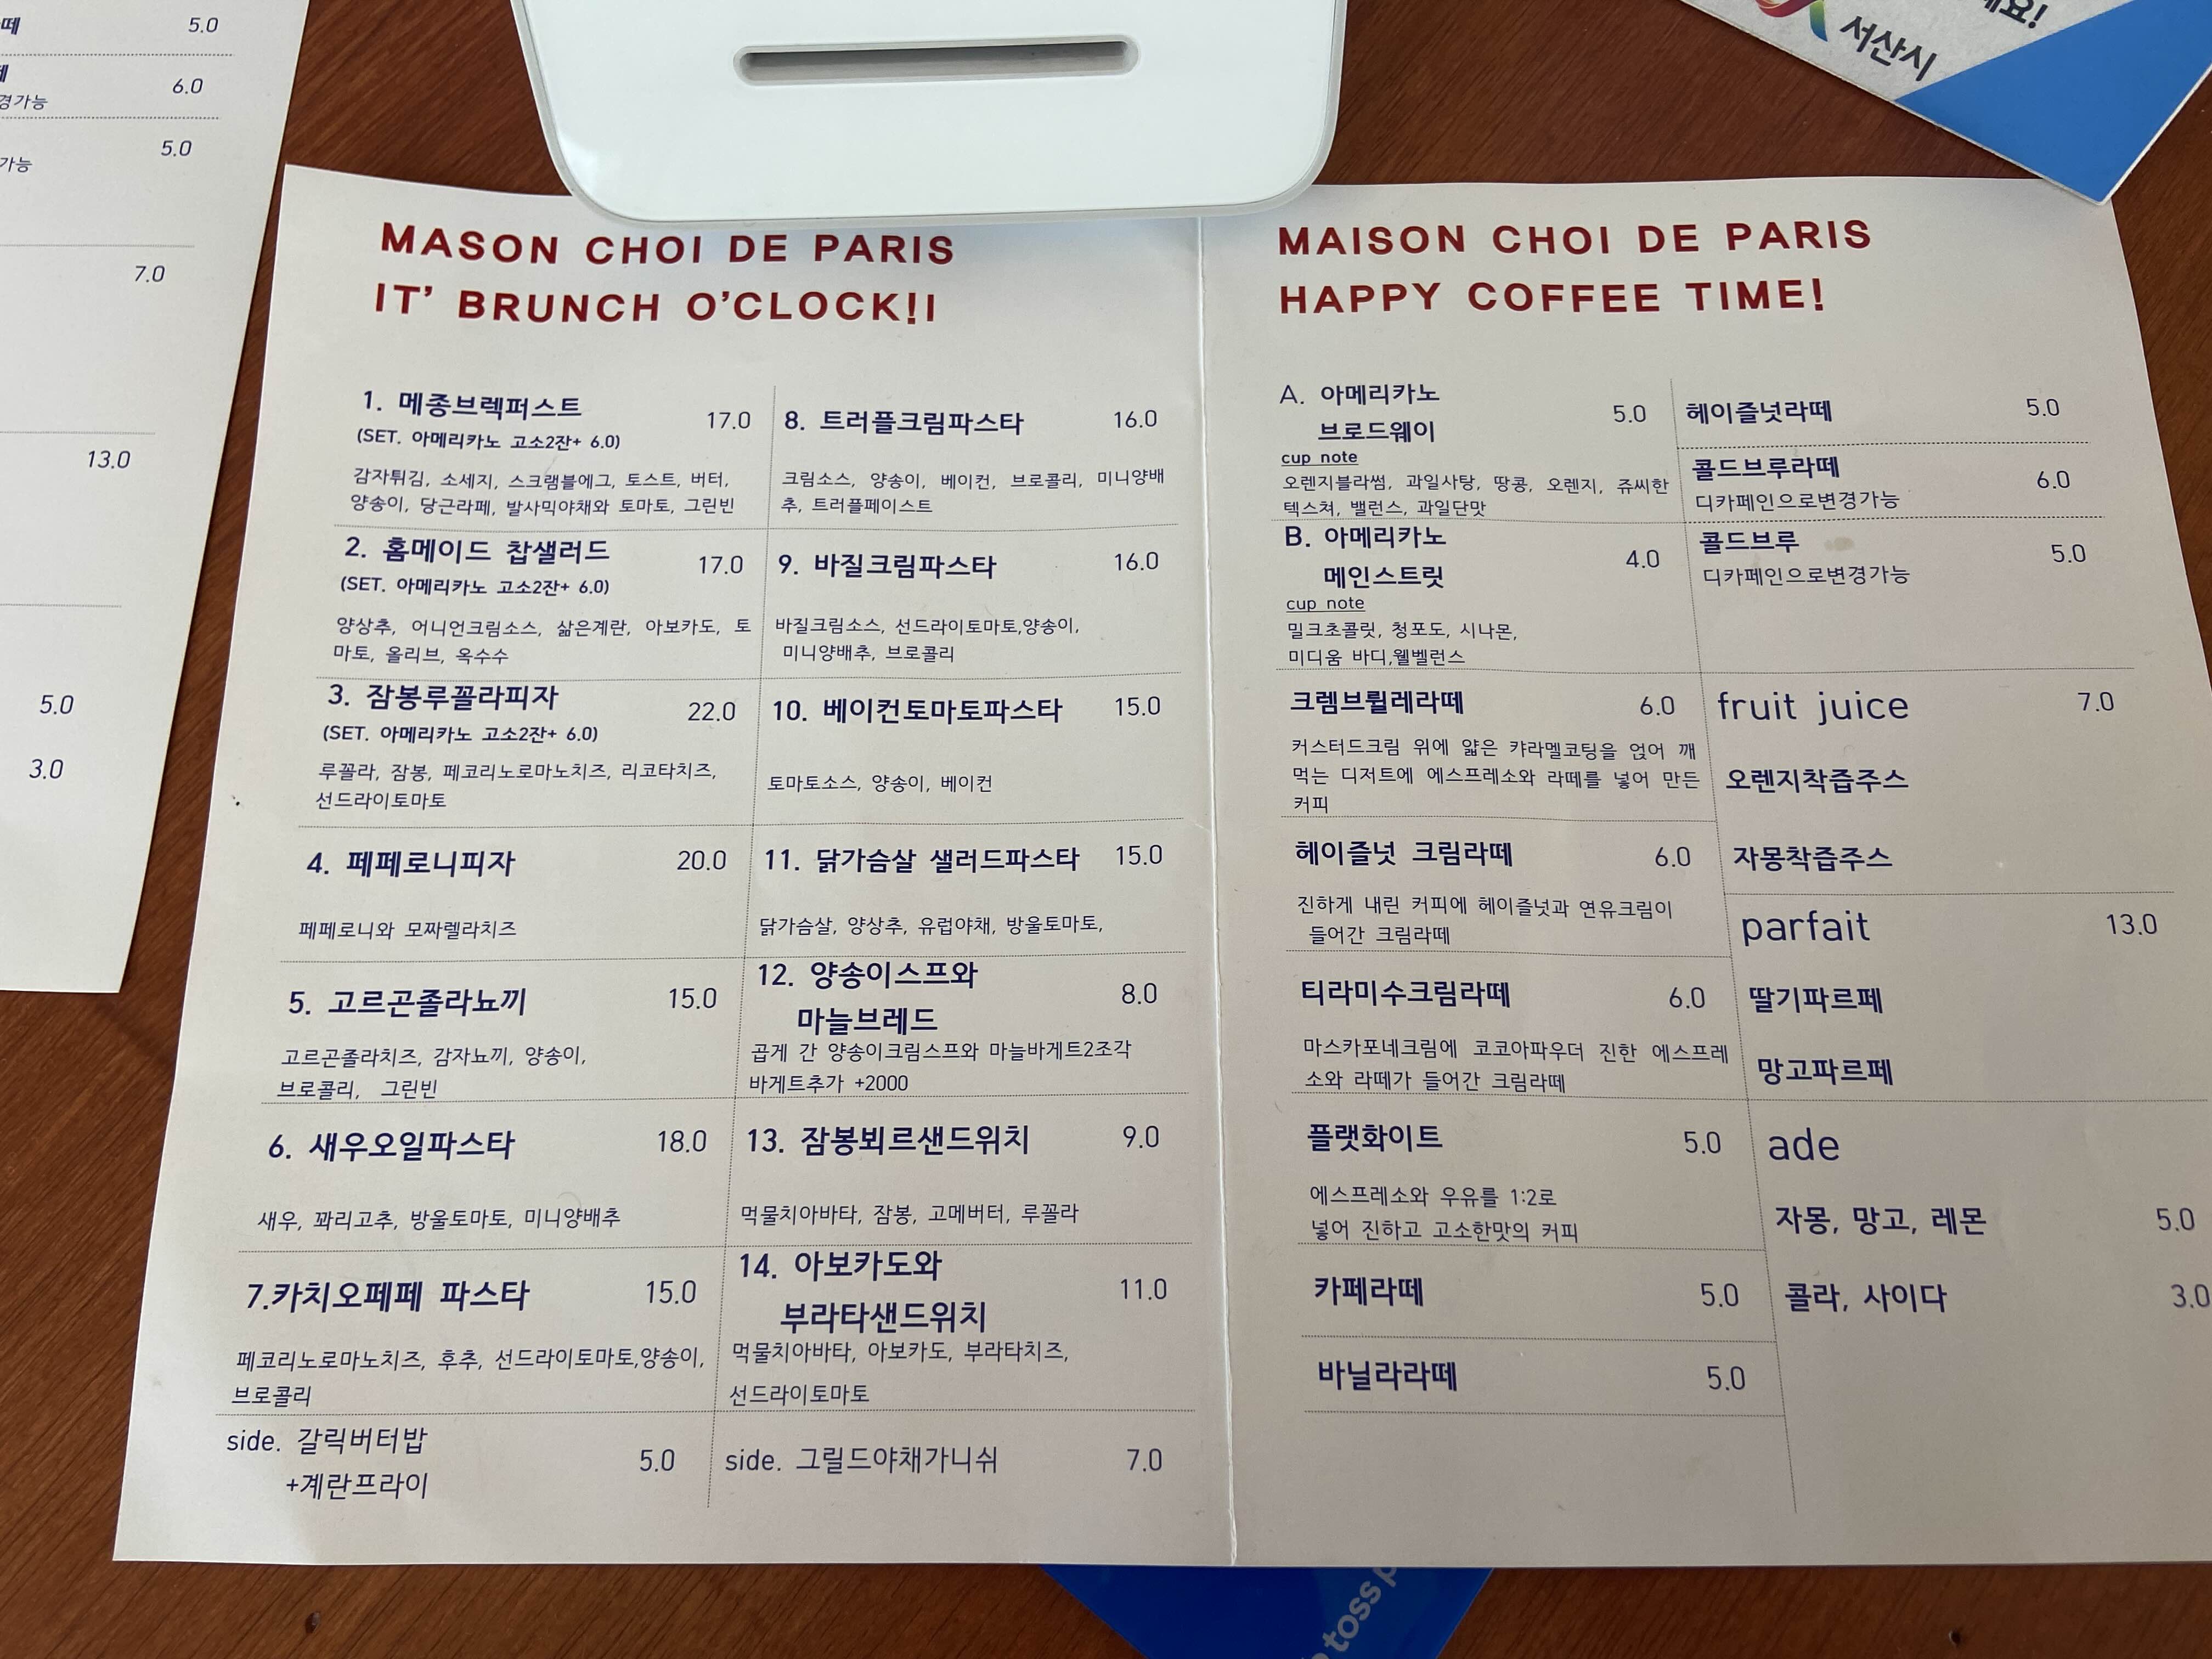 떼 5.0
6.0
경가능
5.0
가능
7.0
13.0
5.0
3.0
서산시
MASON CHOI DE PARIS
IT’ BRUNCH O’CLOCK!I
1. 메종브렉퍼스트 17.0
(SET. 아메리카노 고소2잔+ 6.0)
감자튀김, 소세지, 스크램블에그, 토스트, 버터,
양송이, 당근라페, 발사믹야채와 토마토, 그린빈
2. 홈메이드 찹샐러드 17.0
(SET. 아메리카노 고소2잔+ 6.0)
양상추, 어니언크림소스, 삶은계란, 아보카도, 토
마토, 올리브, 옥수수
3. 잠봉루꼴라피자 22.0
(SET. 아메리카노 고소2잔+ 6.0)
루꼴라, 잠봉, 페코리노로마노치즈, 리코타치즈,
선드라이토마토
4. 페페로니피자 20.0
페페로니와 모짜렐라치즈
5. 고르곤졸라뇨끼 15.0
고르곤졸라치즈, 감자뇨끼, 양송이,
브로콜리, 그린빈
6. 새우오일파스타 18.0
새우, 꽈리고추, 방울토마토, 미니양배추
7.카치오페페 파스타 15.0
페코리노로마노치즈, 후추, 선드라이토마토,양송이,
브로콜리
side. 갈릭버터밥 5.0
+계란프라이
8. 트러플크림파스타 16.0
크림소스, 양송이, 베이컨, 브로콜리, 미니양배
추, 트러플페이스트
9. 바질크림파스타 16.0
바질크림소스, 선드라이토마토,양송이,
미니양배추, 브로콜리
10. 베이컨토마토파스타 15.0
토마토소스, 양송이, 베이컨
11. 닭가슴살 샐러드파스타 15.0
닭가슴살, 양상추, 유럽야채, 방울토마토,
12. 양송이스프와 8.0
마늘브레드
곱게 간 양송이크림스프와 마늘바게트2조각
바게트추가 +2000
13. 잠봉뵈르샌드위치 9.0
먹물치아바타, 잠봉, 고메버터, 루꼴라
14. 아보카도와 11.0
부라타샌드위치
먹물치아바타, 아보카도, 부라타치즈,
선드라이토마토
side. 그릴드야채가니쉬 7.0
MAISON CHOI DE PARIS
HAPPY COFFEE TIME!
A. 아메리카노 5.0
브로드웨이
cup note
오렌지블라썸, 과일사탕, 땅콩, 오렌지, 쥬씨한
텍스쳐, 밸런스, 과일단맛
B. 아메리카노 4.0
메인스트릿
cup note
밀크초콜릿, 청포도, 시나몬,
미디움 바디,웰벨런스
크렘브륄레라떼 6.0
커스터드크림 위에 얇은 캬라멜코팅을 얹어 깨
먹는 디저트에 에스프레소와 라떼를 넣어 만든
커피
헤이즐넛 크림라떼 6.0
진하게 내린 커피에 헤이즐넛과 연유크림이
들어간 크림라떼
티라미수크림라떼 6.0
마스카포네크림에 코코아파우더 진한 에스프레
소와 라떼가 들어간 크림라떼
플랫화이트 5.0
에스프레소와 우유를 1:2로
넣어 진하고 고소한맛의 커피
카페라떼 5.0
바닐라라떼 5.0
헤이즐넛라떼 5.0
콜드브루라떼 6.0
디카페인으로변경가능
콜드브루 5.0
디카페인으로변경가능
fruit juice 7.0
오렌지착즙주스
자몽착즙주스
parfait 13.0
딸기파르페
망고파르페
ade
자몽, 망고, 레몬 5.0
콜라, 사이다 3.0
toss